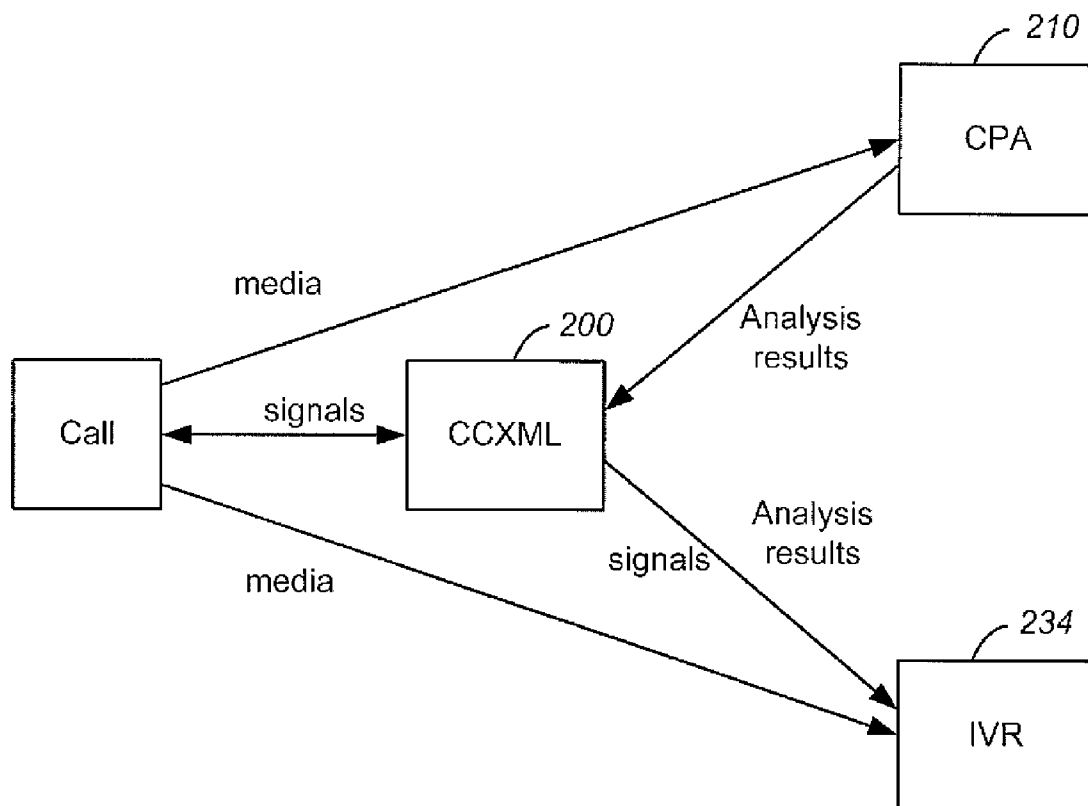 210
CPA
media
Analysis
results
200
signals
Call
CCXML
Analysis
results
signals
media
234
IVR